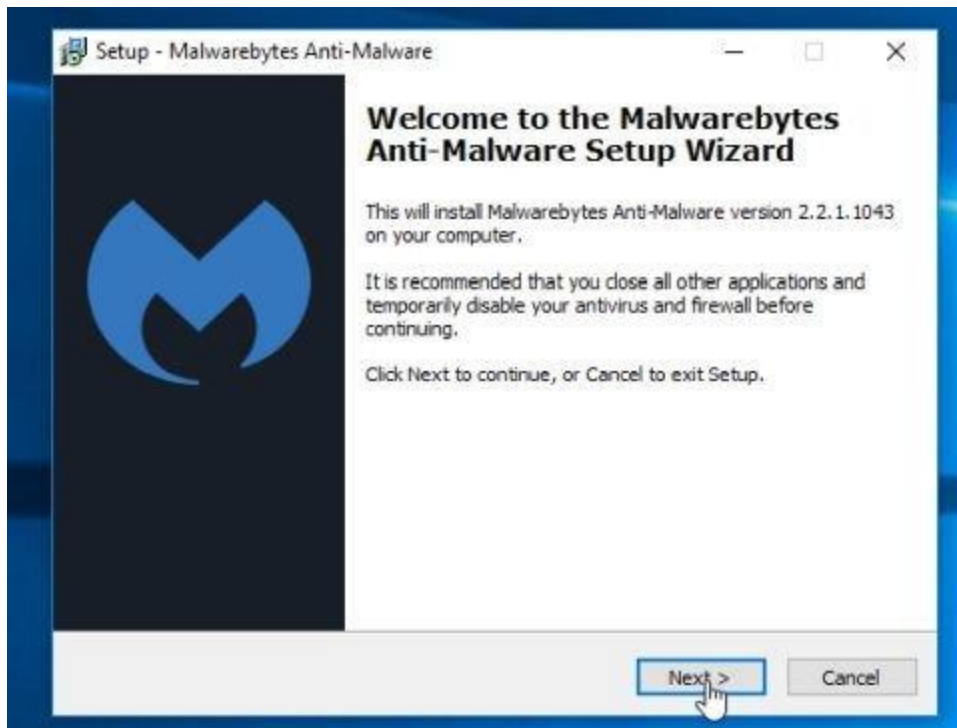 Setup - Malwarebytes Anti-Malware
Welcome to the Malwarebytes
Anti-Malware Setup Wizard
This will install Malwarebytes Anti-Malware version 2.2.1.1043
on your computer.
It is recommended that you close all other applications and
temporarily disable your antivirus and firewall before
continuing.
Click Next to continue, or Cancel to exit Setup.
Next >
Cancel